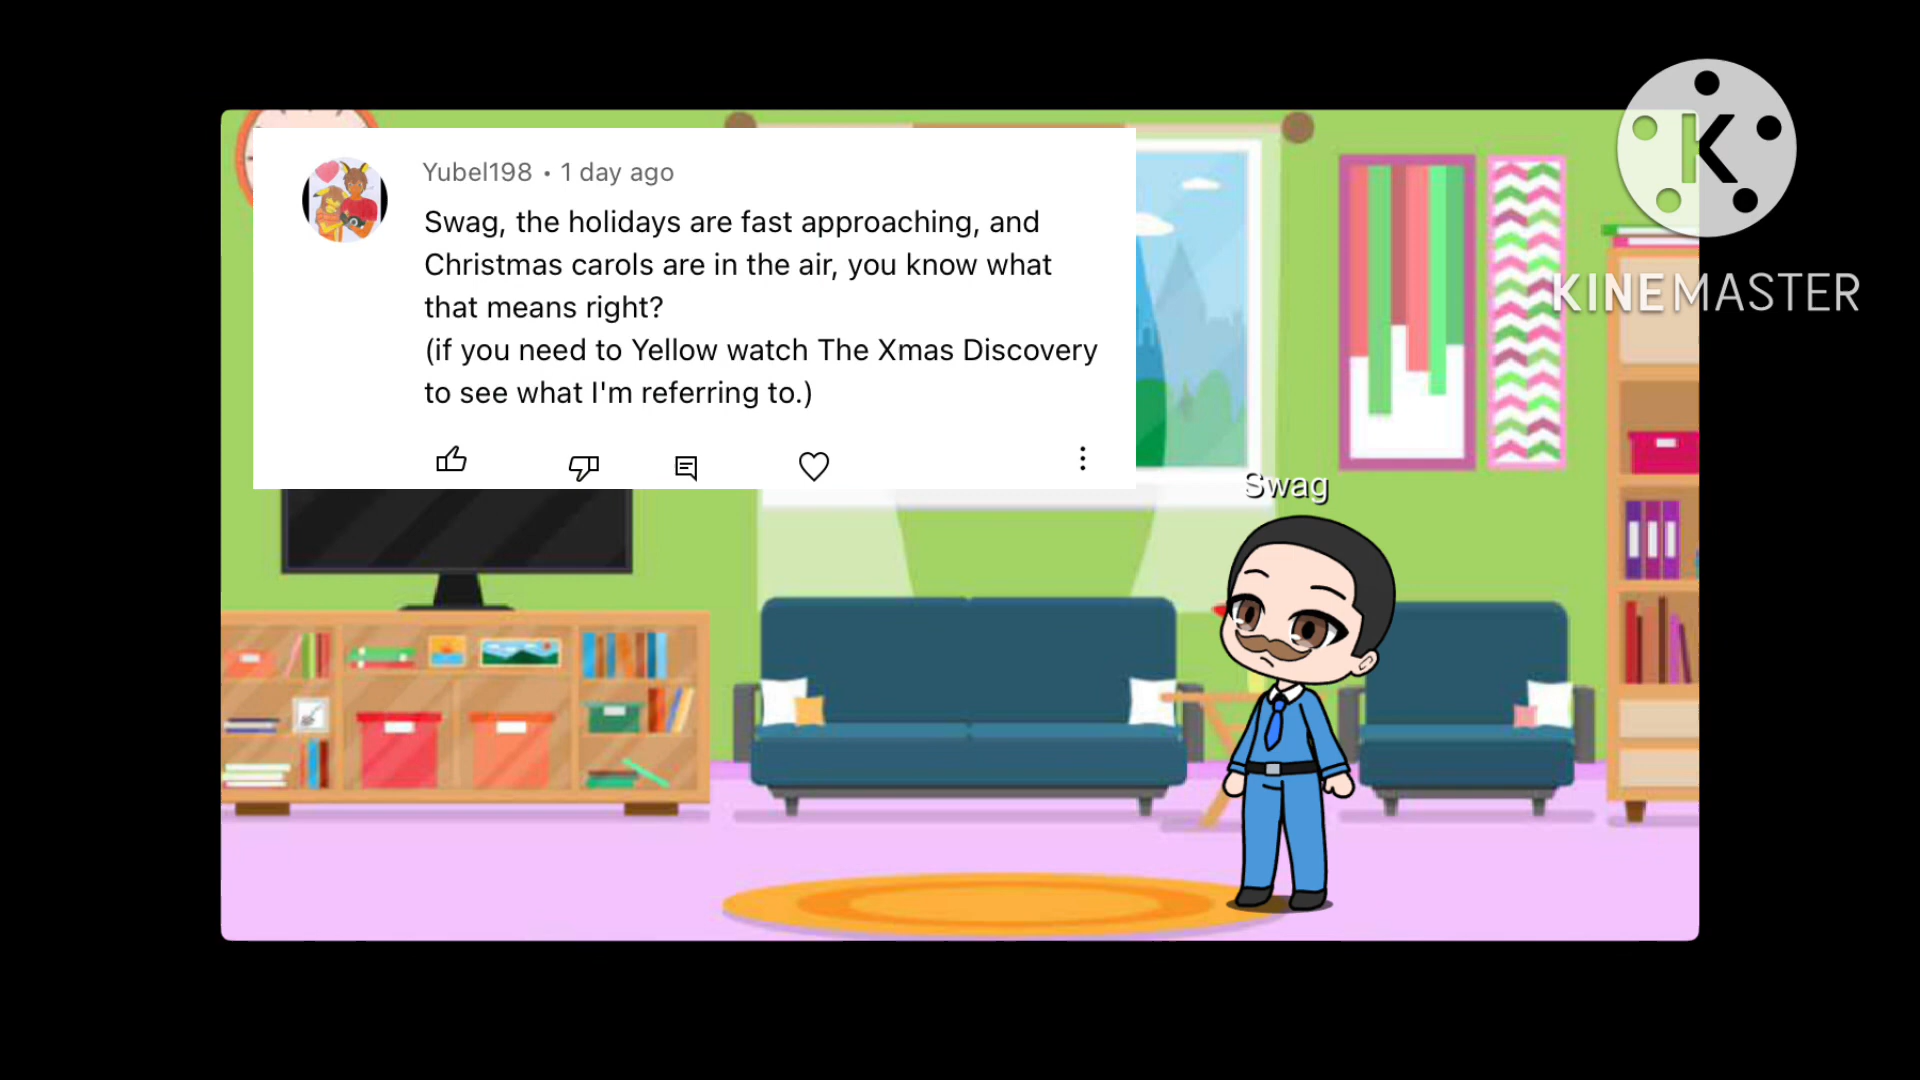 Yubel198 • 1 day ago
Swag, the holidays are fast approaching, and
Christmas carols are in the air, you know what
that means right?
(if you need to Yellow watch The Xmas Discovery
to see what I'm referring to.)
K
KINEMASTER
Swag